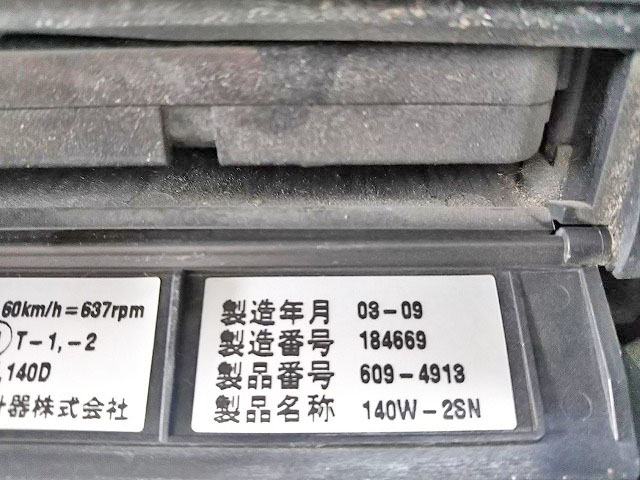 60km/h=637rpm
T-1,-2
140D
器株式会社
製造年月 03-09
製造番号 184669
製品番号 609-4913
製品名称 140W-2SN